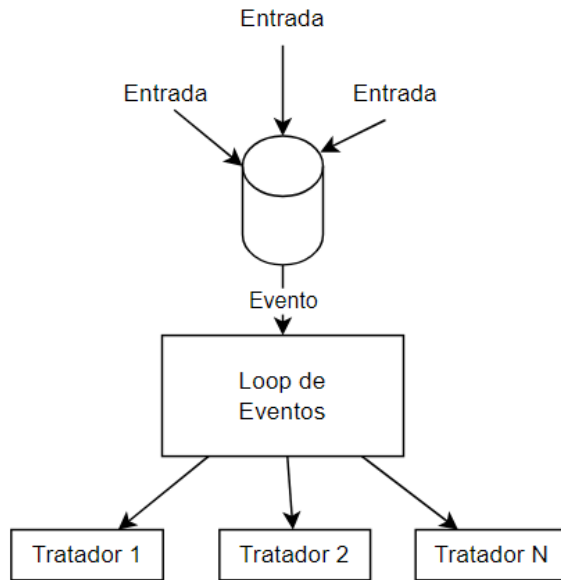 Entrada
Entrada
Entrada
Evento
Loop de
Eventos
Tratador 1
Tratador 2
Tratador N